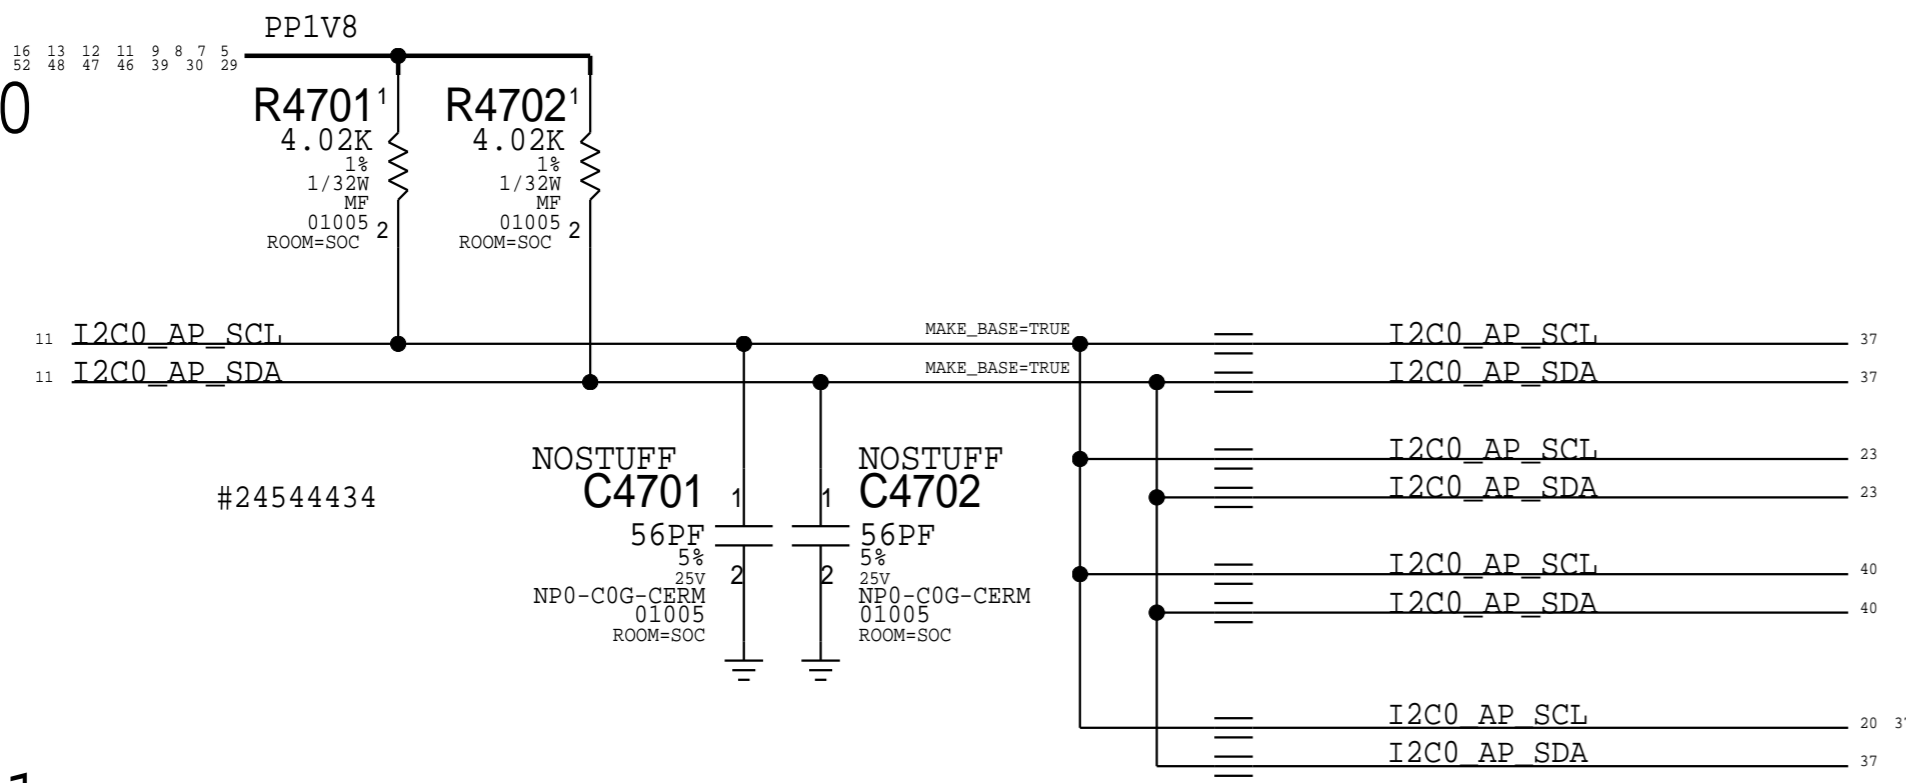 PP1V8
16 13 12 11 9 8 7 5
52 48 47 46 39 30 29
0
R4701 1
4.02K
1%
1/32W
MF
01005
ROOM=SOC
2
R4702 1
4.02K
1%
1/32W
MF
01005
ROOM=SOC
2
11 I2C0_AP_SCL MAKE_BASE=TRUE I2C0_AP_SCL 37
11 I2C0_AP_SDA MAKE_BASE=TRUE I2C0_AP_SDA 37
I2C0_AP_SCL 23
I2C0_AP_SDA 23
#24544434
NOSTUFF
C4701 1
56PF
5%
25V 2
NP0-C0G-CERM
01005
ROOM=SOC
NOSTUFF
1 C4702
56PF
5%
2 25V
NP0-C0G-CERM
01005
ROOM=SOC
I2C0_AP_SCL 40
I2C0_AP_SDA 40
I2C0_AP_SCL 20
I2C0_AP_SDA 37